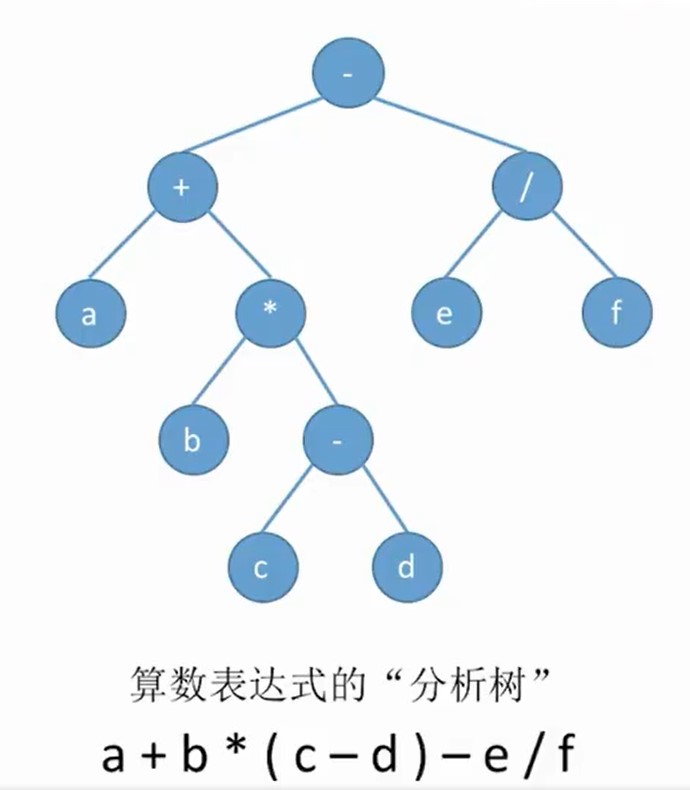 -
+ /
a * e f
b -
c d
算数表达式的“分析树”
a + b * ( c – d ) – e / f